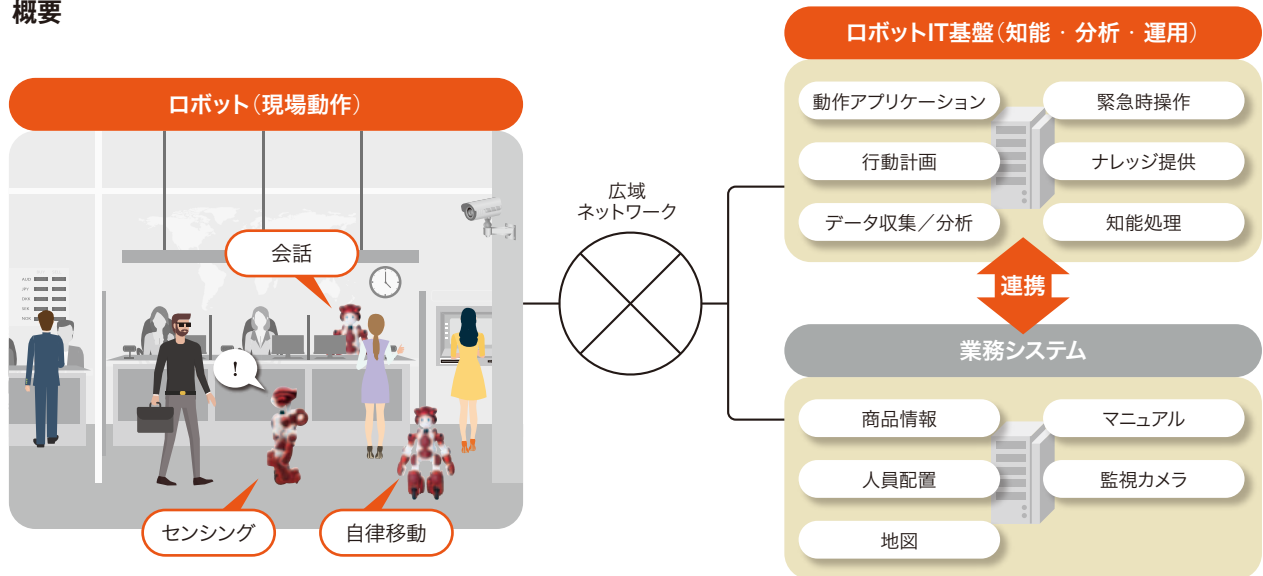 概要
ロボット（現場動作）
会話
AUD
JPY
DKK
NOK
!
センシング
自律移動
広域
ネットワーク
ロボットIT基盤（知能・分析・運用）
動作アプリケーション
緊急時操作
行動計画
ナレッジ提供
データ収集／分析
知能処理
連携
業務システム
商品情報
マニュアル
人員配置
監視カメラ
地図